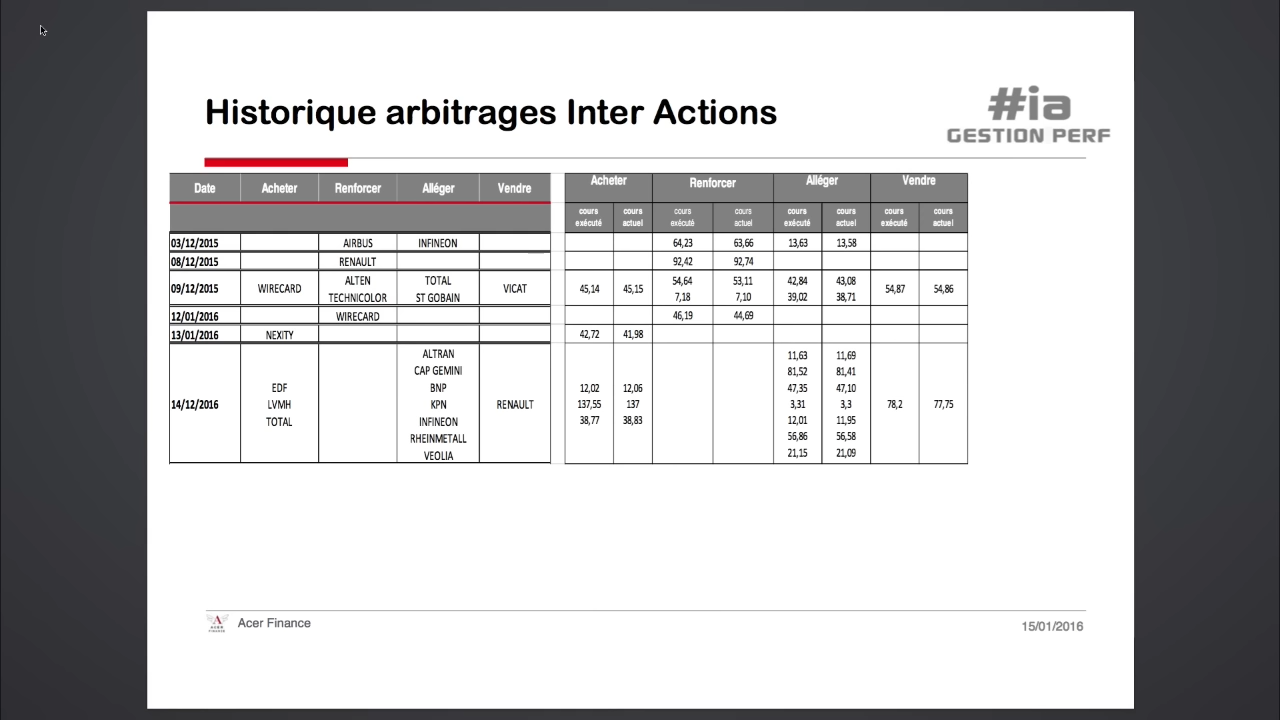 Historique arbitrages Inter Actions
#ia
GESTION PERF
Date Acheter Renforcer Alléger Vendre Acheter Renforcer Alléger Vendre
cours exécuté cours actuel cours exécuté cours actuel cours exécuté cours actuel cours exécuté cours actuel
03/12/2015 AIRBUS INFINEON 64,23 63,66 13,63 13,58
08/12/2015 RENAULT 92,42 92,74
09/12/2015 WIRECARD ALTEN TOTAL VICAT 45,14 45,15 54,64 53,11 42,84 43,08 54,87 54,86
TECHNICOLOR ST GOBAIN 7,18 7,10 39,02 38,71
12/01/2016 WIRECARD 46,19 44,69
13/01/2016 NEXITY 42,72 41,98
ALTRAN 11,63 11,69
CAP GEMINI 81,52 81,41
EDF BNP 12,02 12,06 47,35 47,10
14/12/2016 LVMH KPN RENAULT 137,55 137 3,31 3,3 78,2 77,75
TOTAL INFINEON 38,77 38,83 12,01 11,95
RHEINMETALL 56,86 56,58
VEOLIA 21,15 21,09
Acer Finance
15/01/2016